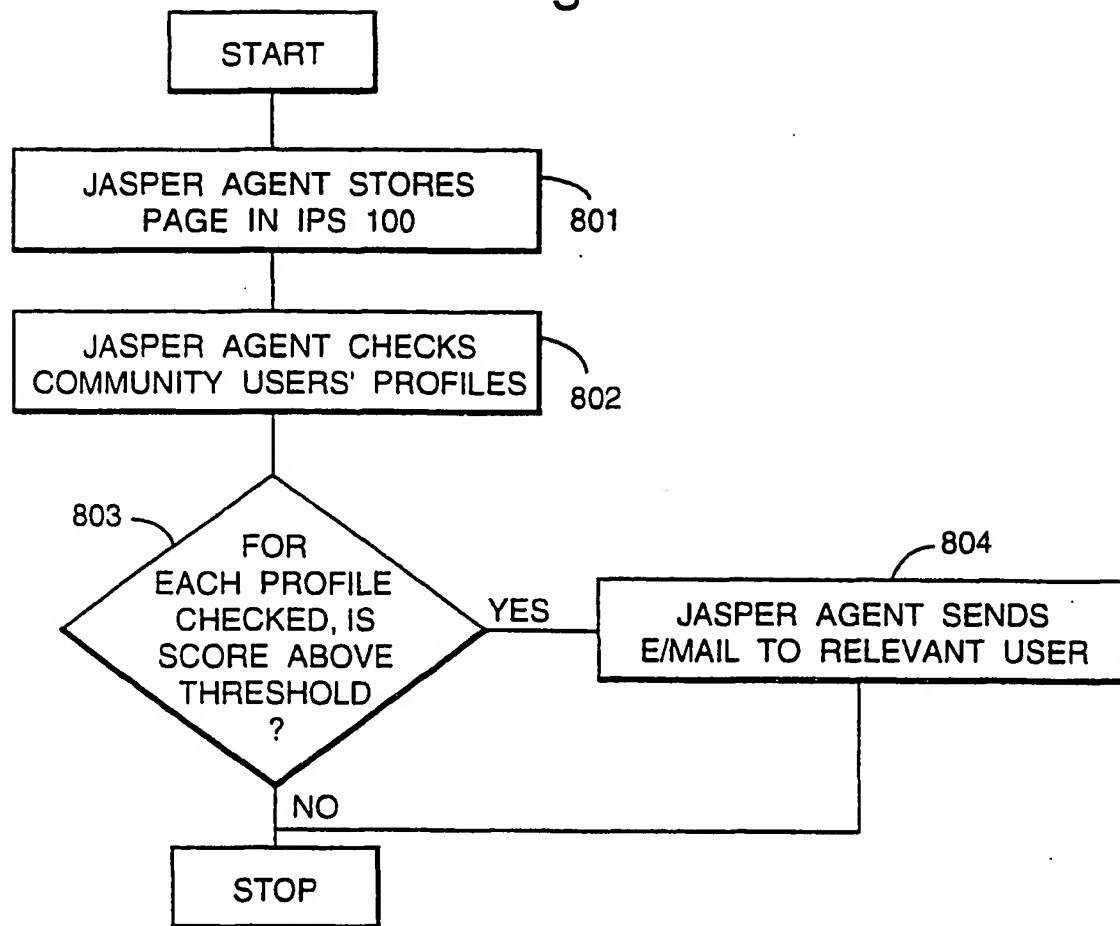 START
JASPER AGENT STORES
PAGE IN IPS 100
801
JASPER AGENT CHECKS
COMMUNITY USERS' PROFILES
802
803
FOR
EACH PROFILE
CHECKED, IS
SCORE ABOVE
THRESHOLD
?
YES
804
JASPER AGENT SENDS
E/MAIL TO RELEVANT USER
NO
STOP